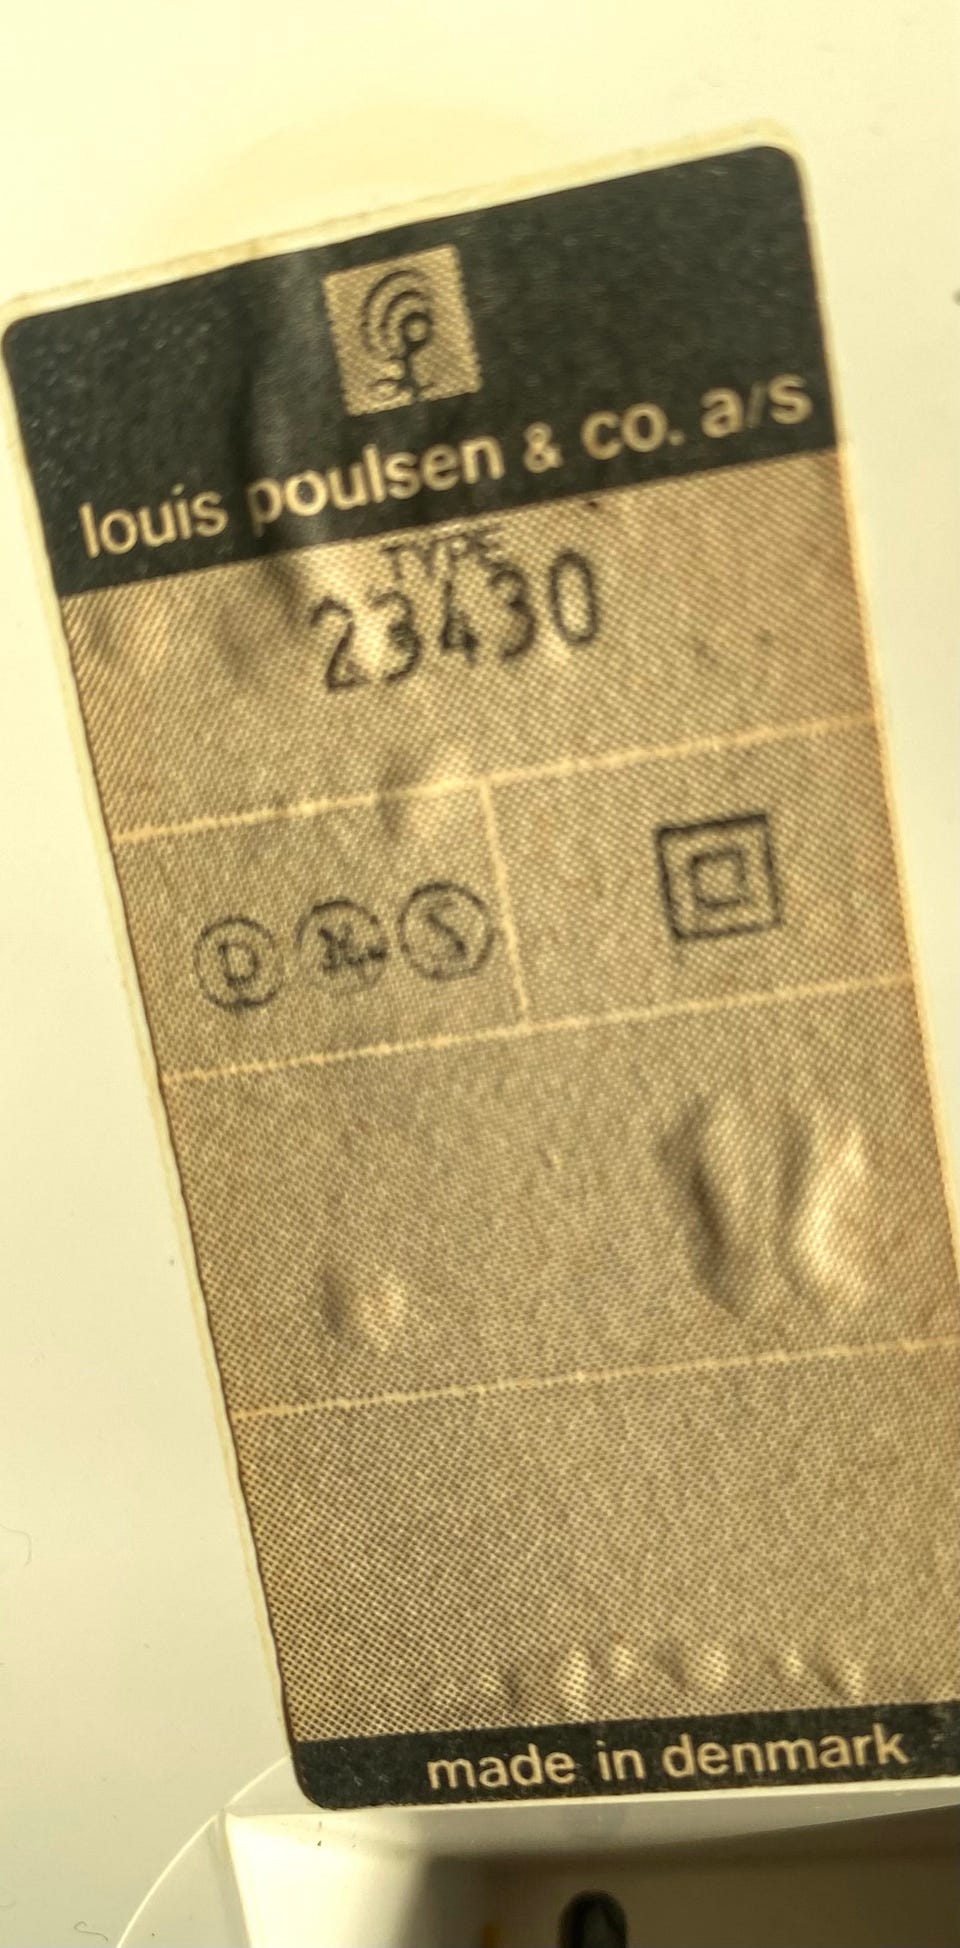 louis poulsen & co. a/s
TYPE
23430
D N S
made in denmark